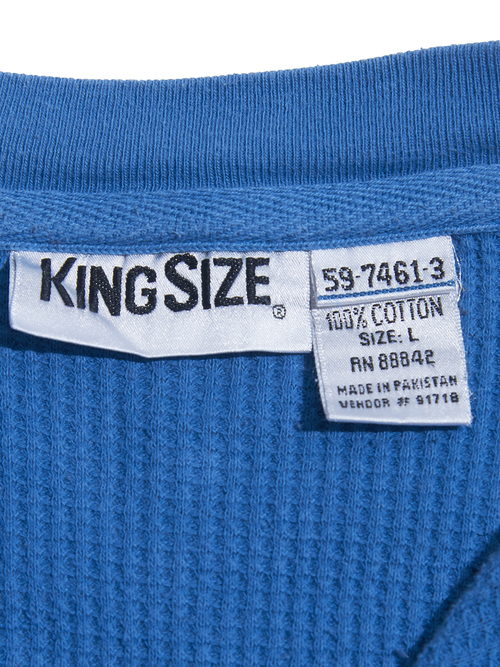 KINGSIZE®
59-7461-3
100% COTTON
SIZE: L
RN 88842
MADE IN PAKISTAN
VENDOR # 91718